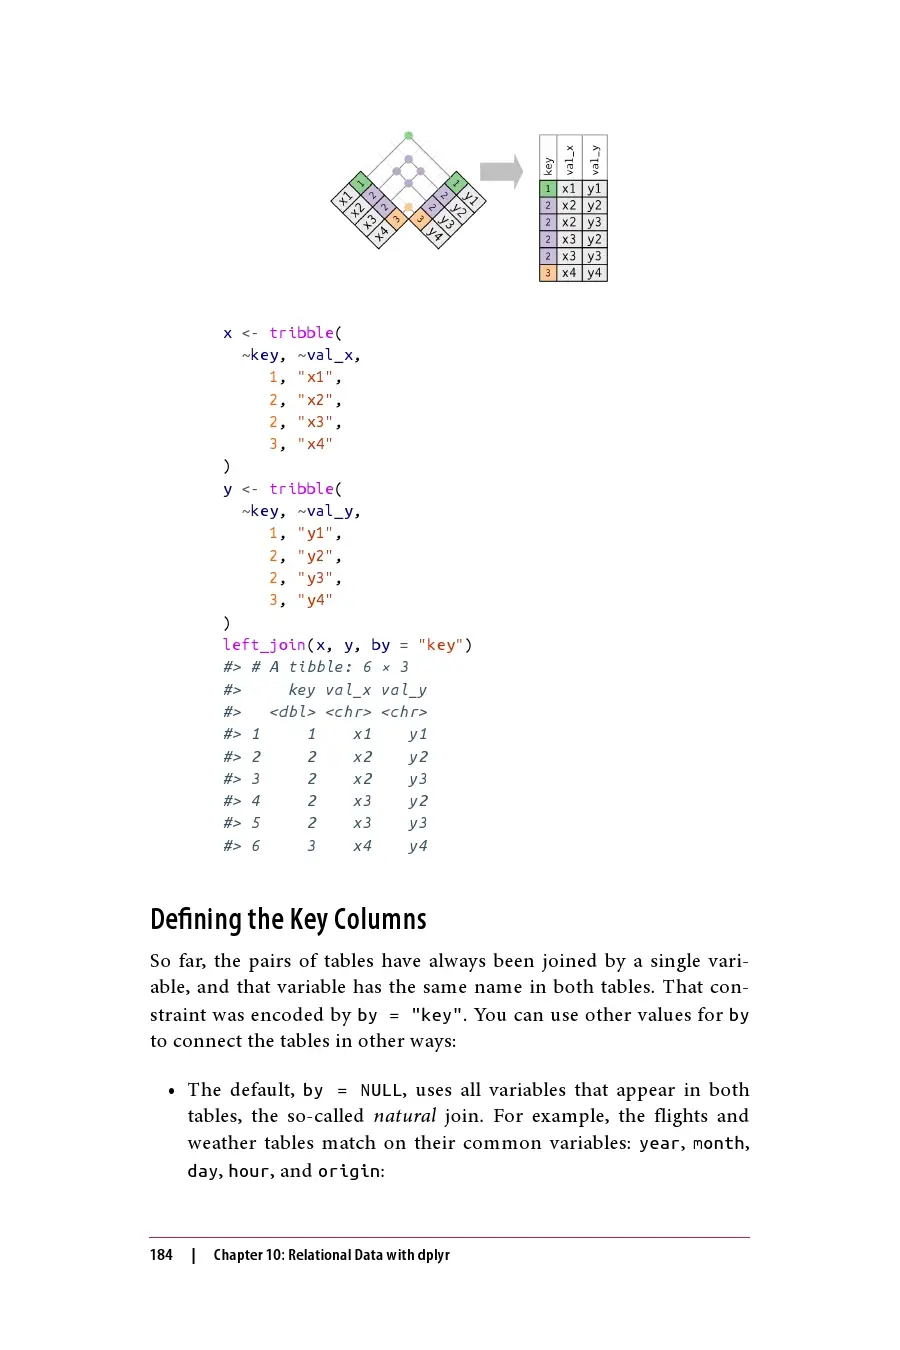 1 2 2 3
x1 x2 x3 x4
1 2 2 3
y1 y2 y3 y4
key val_x val_y
1 x1 y1
2 x2 y2
2 x2 y3
2 x3 y2
2 x3 y3
3 x4 y4
x <- tribble(
  ~key, ~val_x,
     1, "x1",
     2, "x2",
     2, "x3",
     3, "x4"
)
y <- tribble(
  ~key, ~val_y,
     1, "y1",
     2, "y2",
     2, "y3",
     3, "y4"
)
left_join(x, y, by = "key")
#> # A tibble: 6 × 3
#>     key val_x val_y
#>   <dbl> <chr> <chr>
#> 1     1    x1    y1
#> 2     2    x2    y2
#> 3     2    x2    y3
#> 4     2    x3    y2
#> 5     2    x3    y3
#> 6     3    x4    y4
Defining the Key Columns
So far, the pairs of tables have always been joined by a single vari-
able, and that variable has the same name in both tables. That con-
straint was encoded by by = "key". You can use other values for by
to connect the tables in other ways:
• The default, by = NULL, uses all variables that appear in both
tables, the so-called natural join. For example, the flights and
weather tables match on their common variables: year, month,
day, hour, and origin:
184 | Chapter 10: Relational Data with dplyr